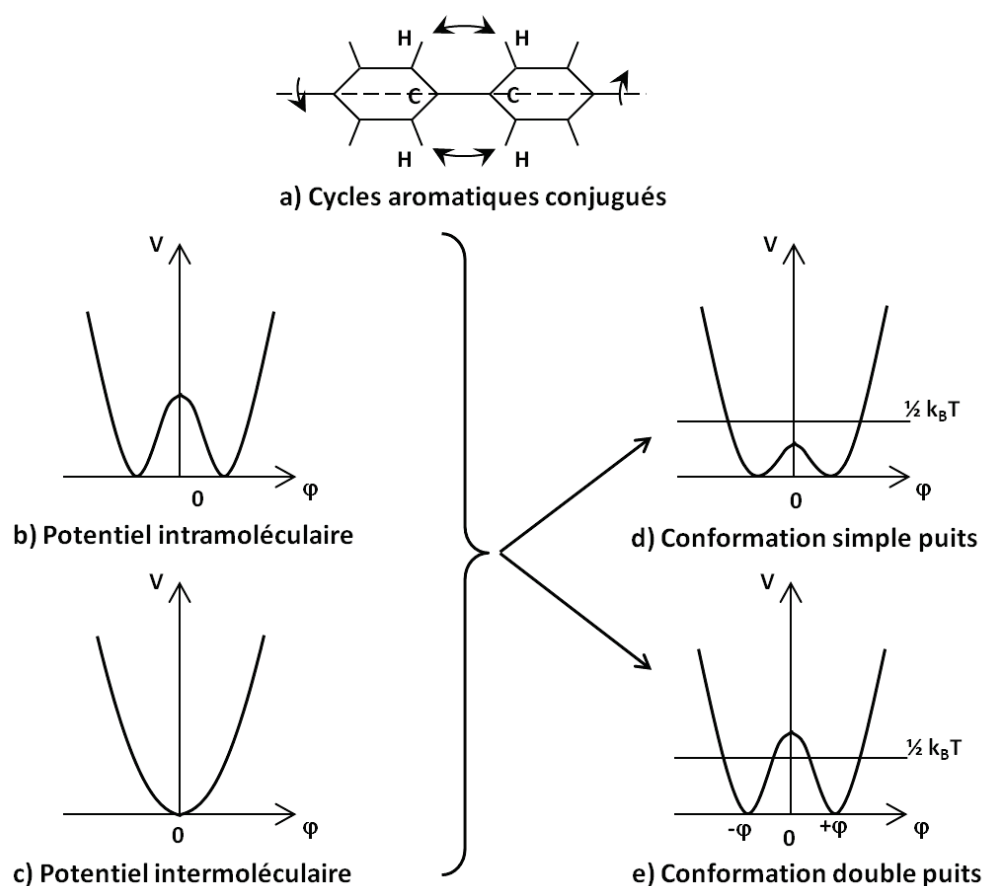 H H
C C
H H
a) Cycles aromatiques conjugués
V
0
φ
b) Potentiel intramoléculaire
V
0
φ
c) Potentiel intermoléculaire
V
½ kBT
0
φ
d) Conformation simple puits
V
½ kBT
-φ 0 +φ φ
e) Conformation double puits